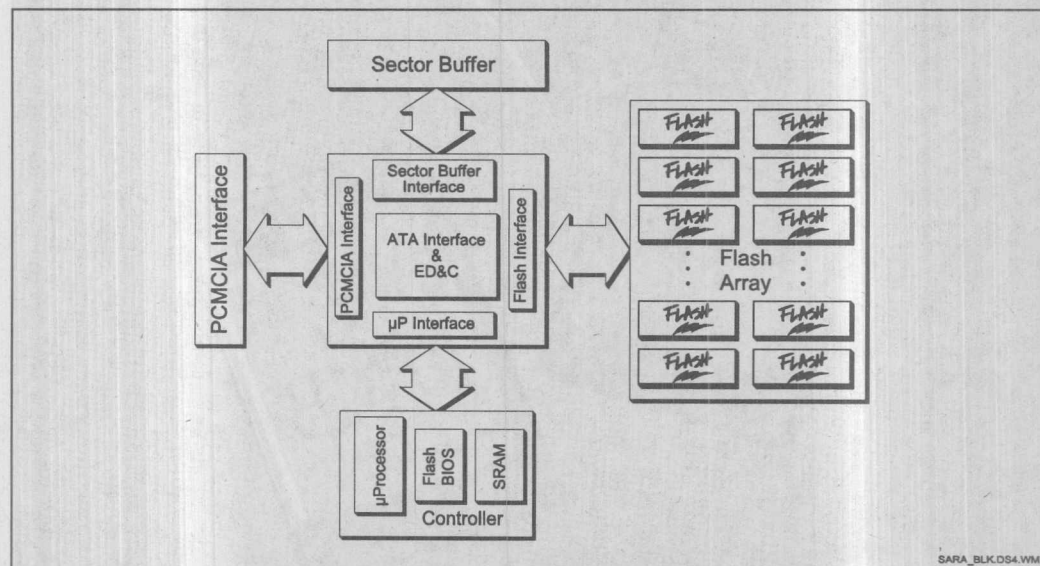 Sector Buffer
PCMCIA Interface
Sector Buffer
Interface
PCMCIA Interface
ATA Interface
&
ED&C
Flash Interface
µP Interface
FLASH FLASH
FLASH FLASH
FLASH FLASH
Flash
Array
FLASH FLASH
FLASH FLASH
µProcessor
Flash
BIOS
SRAM
Controller
SARA_BLK.DS4.WM